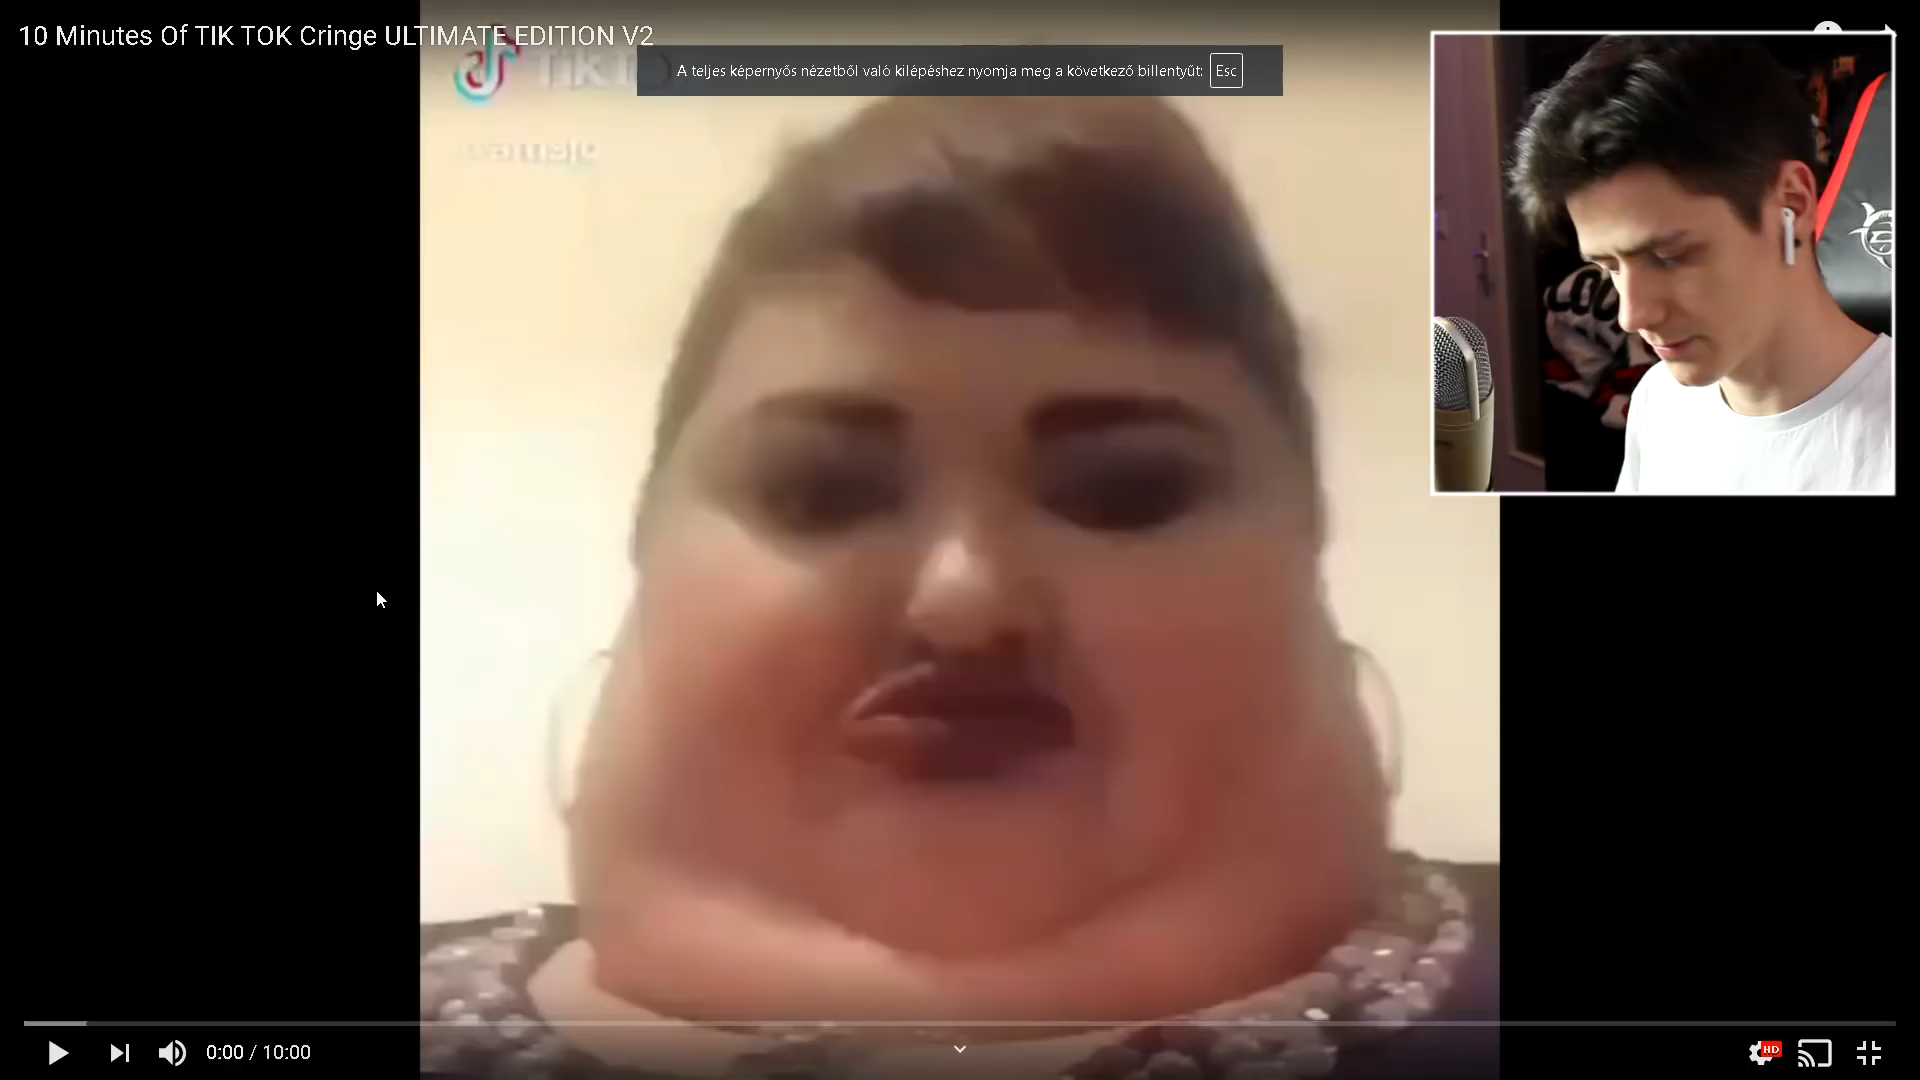 10 Minutes Of TIK TOK Cringe ULTIMATE EDITION V2
A teljes képernyős nézetből való kilépéshez nyomja meg a következő billentyűt: Esc
TikTo
0:00 / 10:00
HD